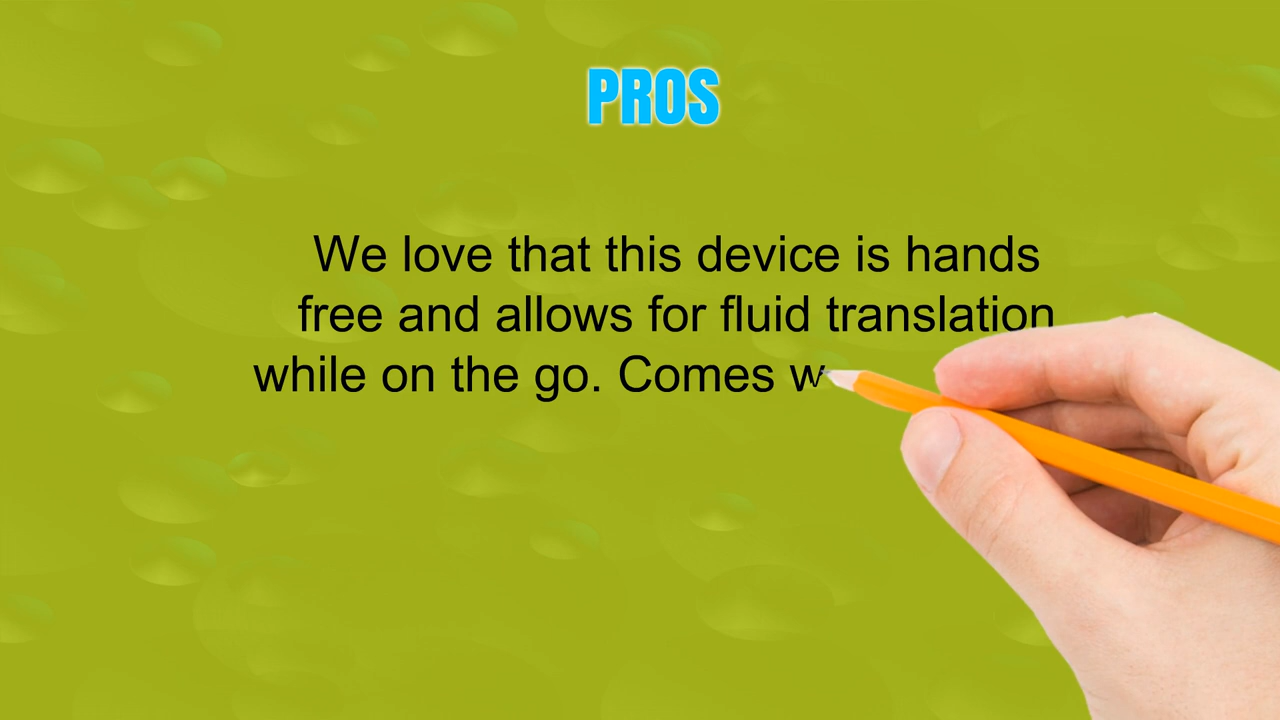 PROS
We love that this device is hands
free and allows for fluid translation
while on the go. Comes w